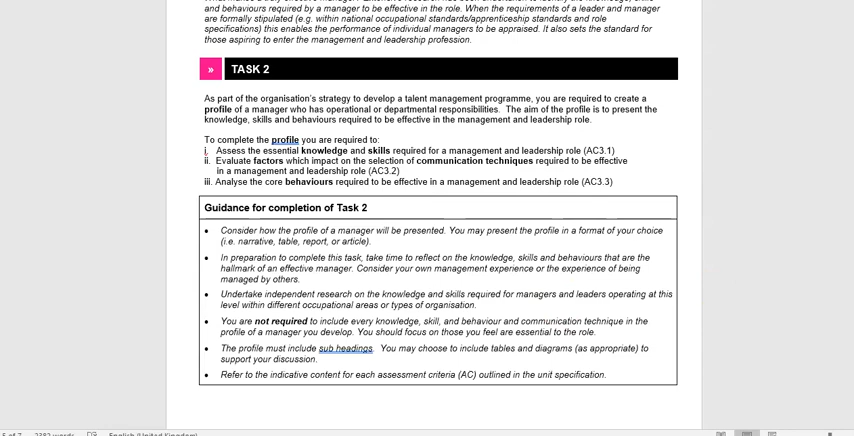 and behaviours required by a manager to be effective in the role. When the requirements of a leader and manager
are formally stipulated (e.g. within national occupational standards/apprenticeship standards and role
specifications) this enables the performance of individual managers to be appraised. It also sets the standard for
those aspiring to enter the management and leadership profession.
» TASK 2
As part of the organisation's strategy to develop a talent management programme, you are required to create a
profile of a manager who has operational or departmental responsibilities. The aim of the profile is to present the
knowledge, skills and behaviours required to be effective in the management and leadership role.
To complete the profile you are required to:
i. Assess the essential knowledge and skills required for a management and leadership role (AC3.1)
ii. Evaluate factors which impact on the selection of communication techniques required to be effective
in a management and leadership role (AC3.2)
iii. Analyse the core behaviours required to be effective in a management and leadership role (AC3.3)
Guidance for completion of Task 2
• Consider how the profile of a manager will be presented. You may present the profile in a format of your choice
(i.e. narrative, table, report, or article).
• In preparation to complete this task, take time to reflect on the knowledge, skills and behaviours that are the
hallmark of an effective manager. Consider your own management experience or the experience of being
managed by others.
• Undertake independent research on the knowledge and skills required for managers and leaders operating at this
level within different occupational areas or types of organisation.
• You are not required to include every knowledge, skill, and behaviour and communication technique in the
profile of a manager you develop. You should focus on those you feel are essential to the role.
• The profile must include sub headings. You may choose to include tables and diagrams (as appropriate) to
support your discussion.
• Refer to the indicative content for each assessment criteria (AC) outlined in the unit specification.
5 of 7 2382 words English (United Kingdom)